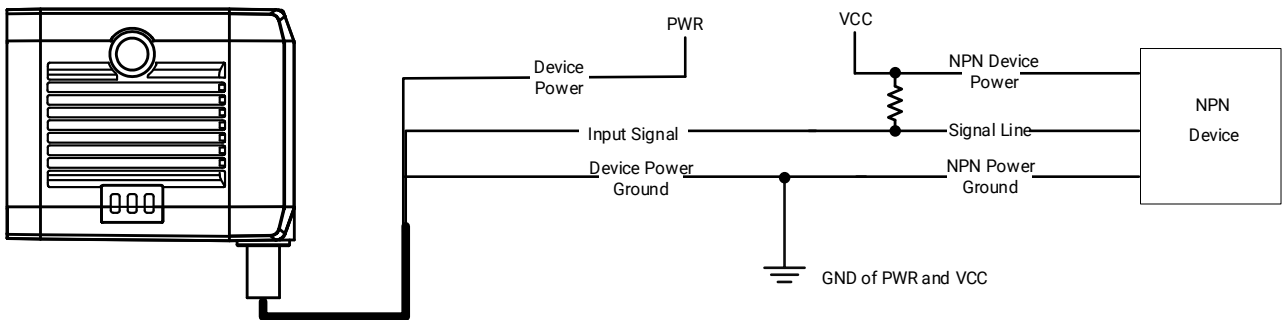 PWR
VCC
Device
Power
NPN Device
Power
NPN
Device
Input Signal
Signal Line
Device Power
Ground
NPN Power
Ground
GND of PWR and VCC